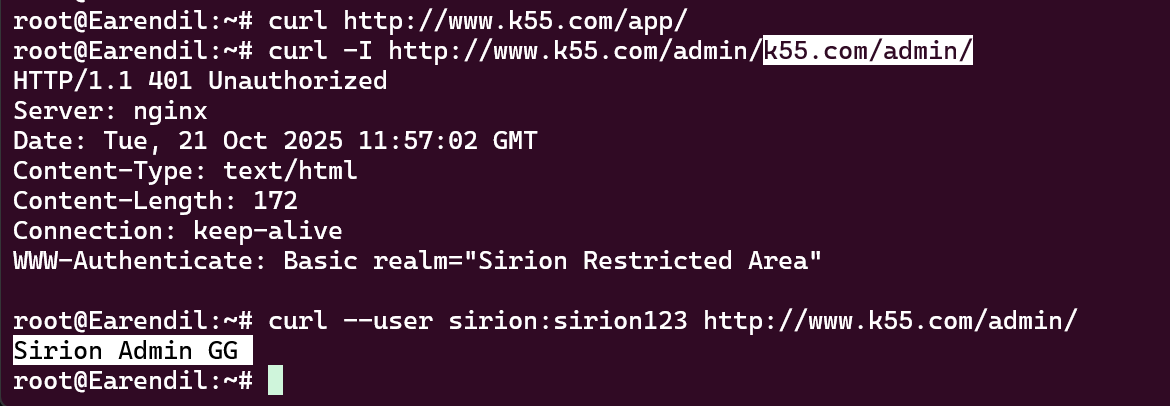 root@Earendil:~# curl http://www.k55.com/app/
root@Earendil:~# curl -I http://www.k55.com/admin/k55.com/admin/
HTTP/1.1 401 Unauthorized
Server: nginx
Date: Tue, 21 Oct 2025 11:57:02 GMT
Content-Type: text/html
Content-Length: 172
Connection: keep-alive
WWW-Authenticate: Basic realm="Sirion Restricted Area"
root@Earendil:~# curl --user sirion:sirion123 http://www.k55.com/admin/
Sirion Admin GG
root@Earendil:~#